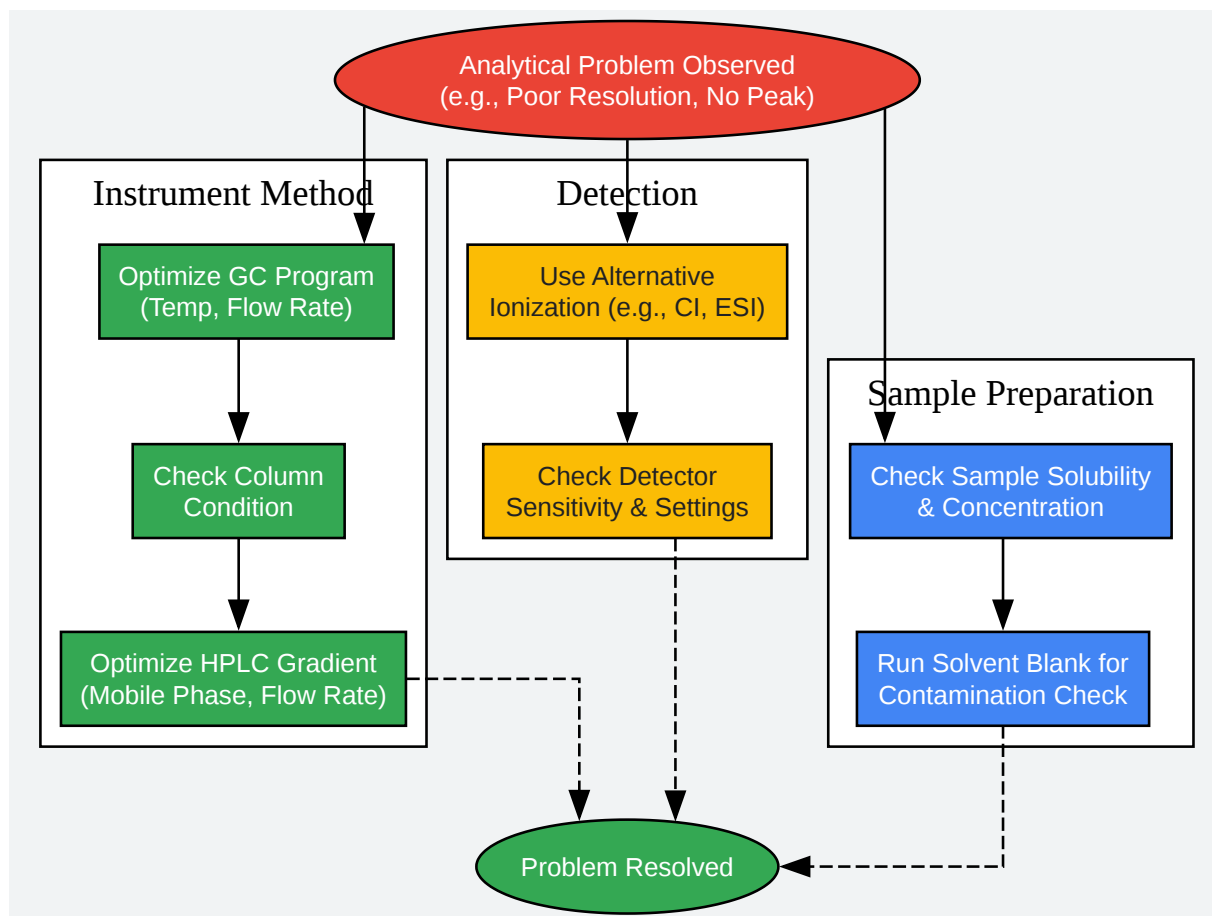 Analytical Problem Observed
(e.g., Poor Resolution, No Peak)
Instrument Method
Optimize GC Program
(Temp, Flow Rate)
Check Column
Condition
Optimize HPLC Gradient
(Mobile Phase, Flow Rate)
Detection
Use Alternative
Ionization (e.g., CI, ESI)
Check Detector
Sensitivity & Settings
Sample Preparation
Check Sample Solubility
& Concentration
Run Solvent Blank for
Contamination Check
Problem Resolved